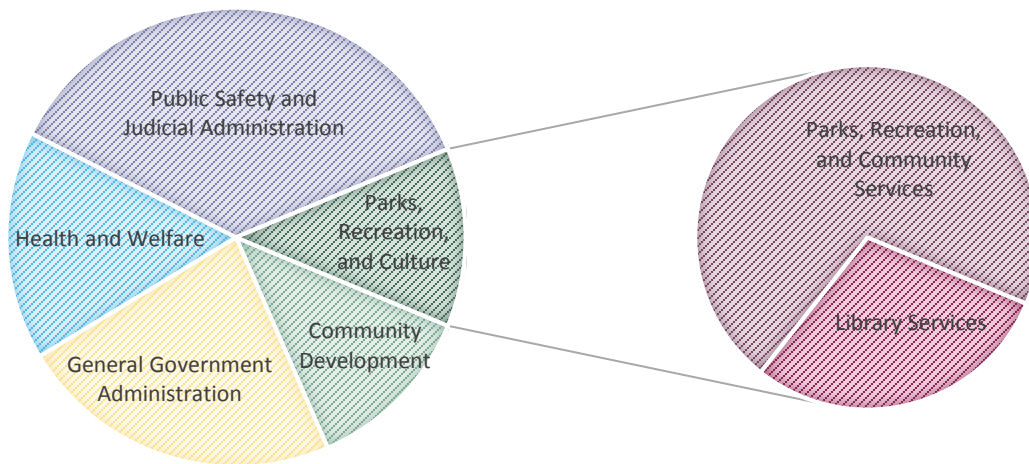 Public Safety and
Judicial Administration
Parks,
Recreation,
and Culture
Health and Welfare
Community
Development
General Government
Administration
Parks, Recreation,
and Community
Services
Library Services